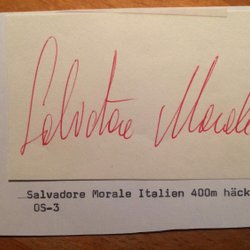 Salvatore Morale
Salvadore Morale Italien 400m häck
OS-3